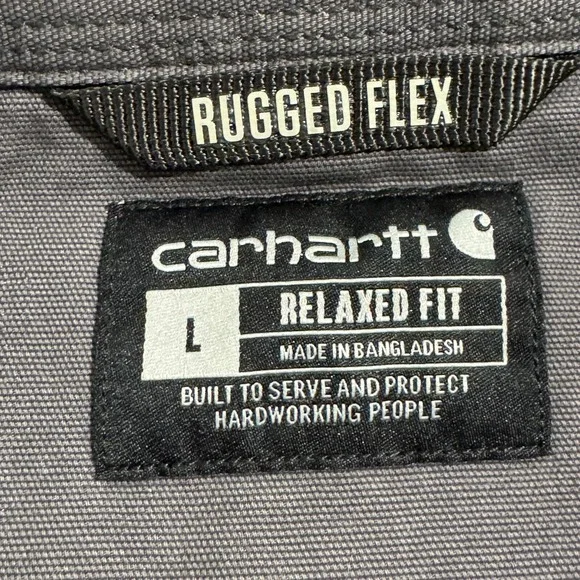 RUGGED FLEX
carhartt
L
RELAXED FIT
MADE IN BANGLADESH
BUILT TO SERVE AND PROTECT
HARDWORKING PEOPLE